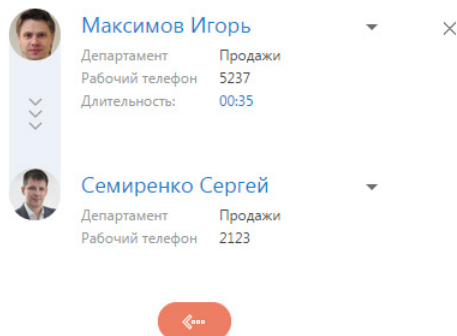 Максимов Игорь
Департамент Продажи
Рабочий телефон 5237
Длительность: 00:35
Семиренко Сергей
Департамент Продажи
Рабочий телефон 2123